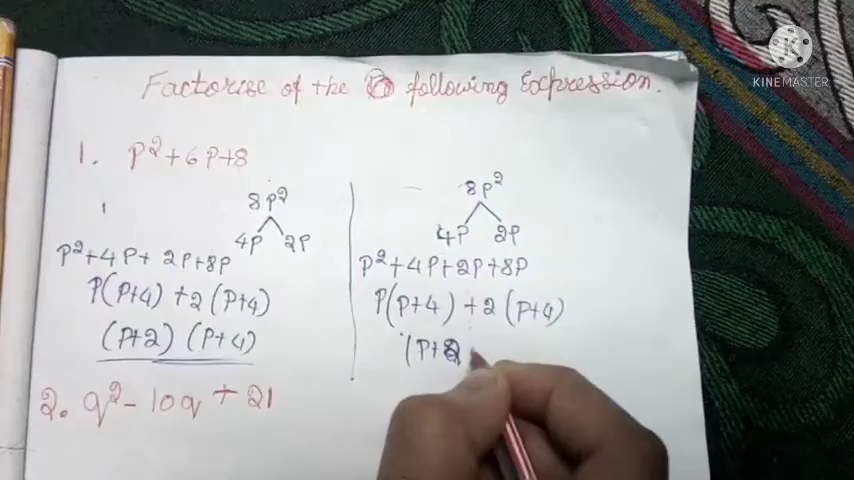 KINEMASTER
Factorise of the following Expression.
1. p²+6p+8
8p²
4p 2p
p²+4p+2p+8p
p(p+4)+2(p+4)
(p+2)(p+4)
8p²
4p 2p
p²+4p+2p+8p
p(p+4)+2(p+4)
(p+2
2. q²-10q+21